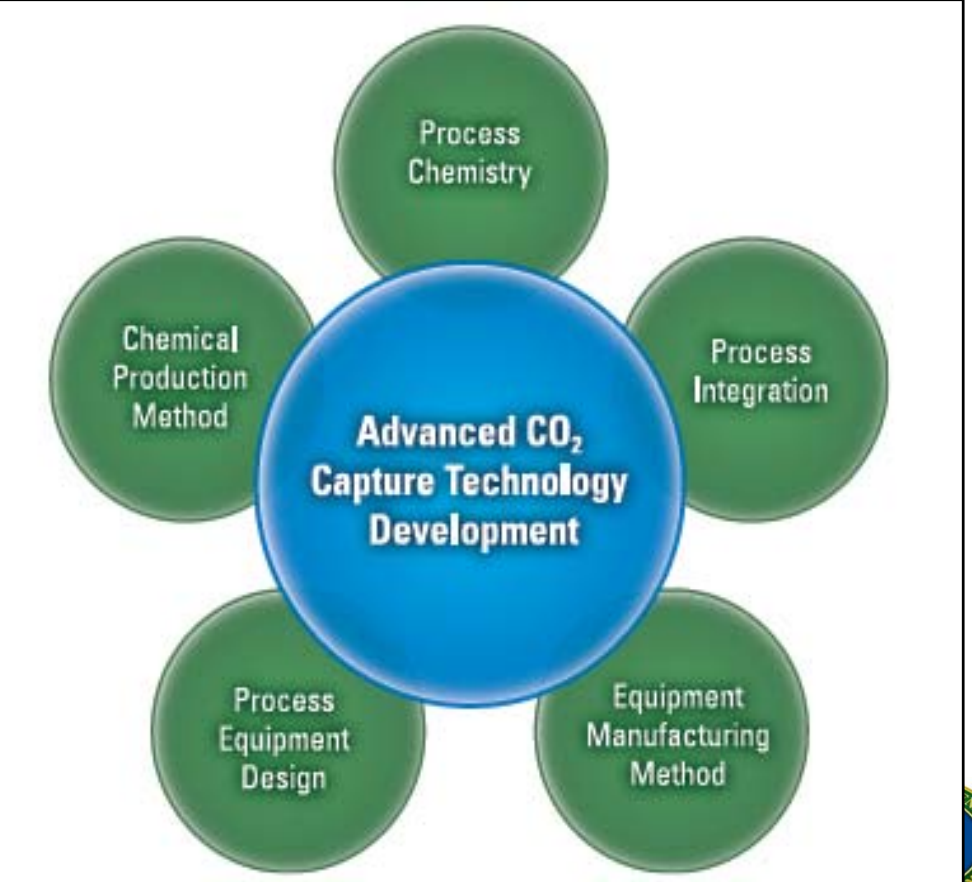 Process
Chemistry
Chemical
Production
Method
Process
Integration
Advanced CO₂
Capture Technology
Development
Process
Equipment
Design
Equipment
Manufacturing
Method